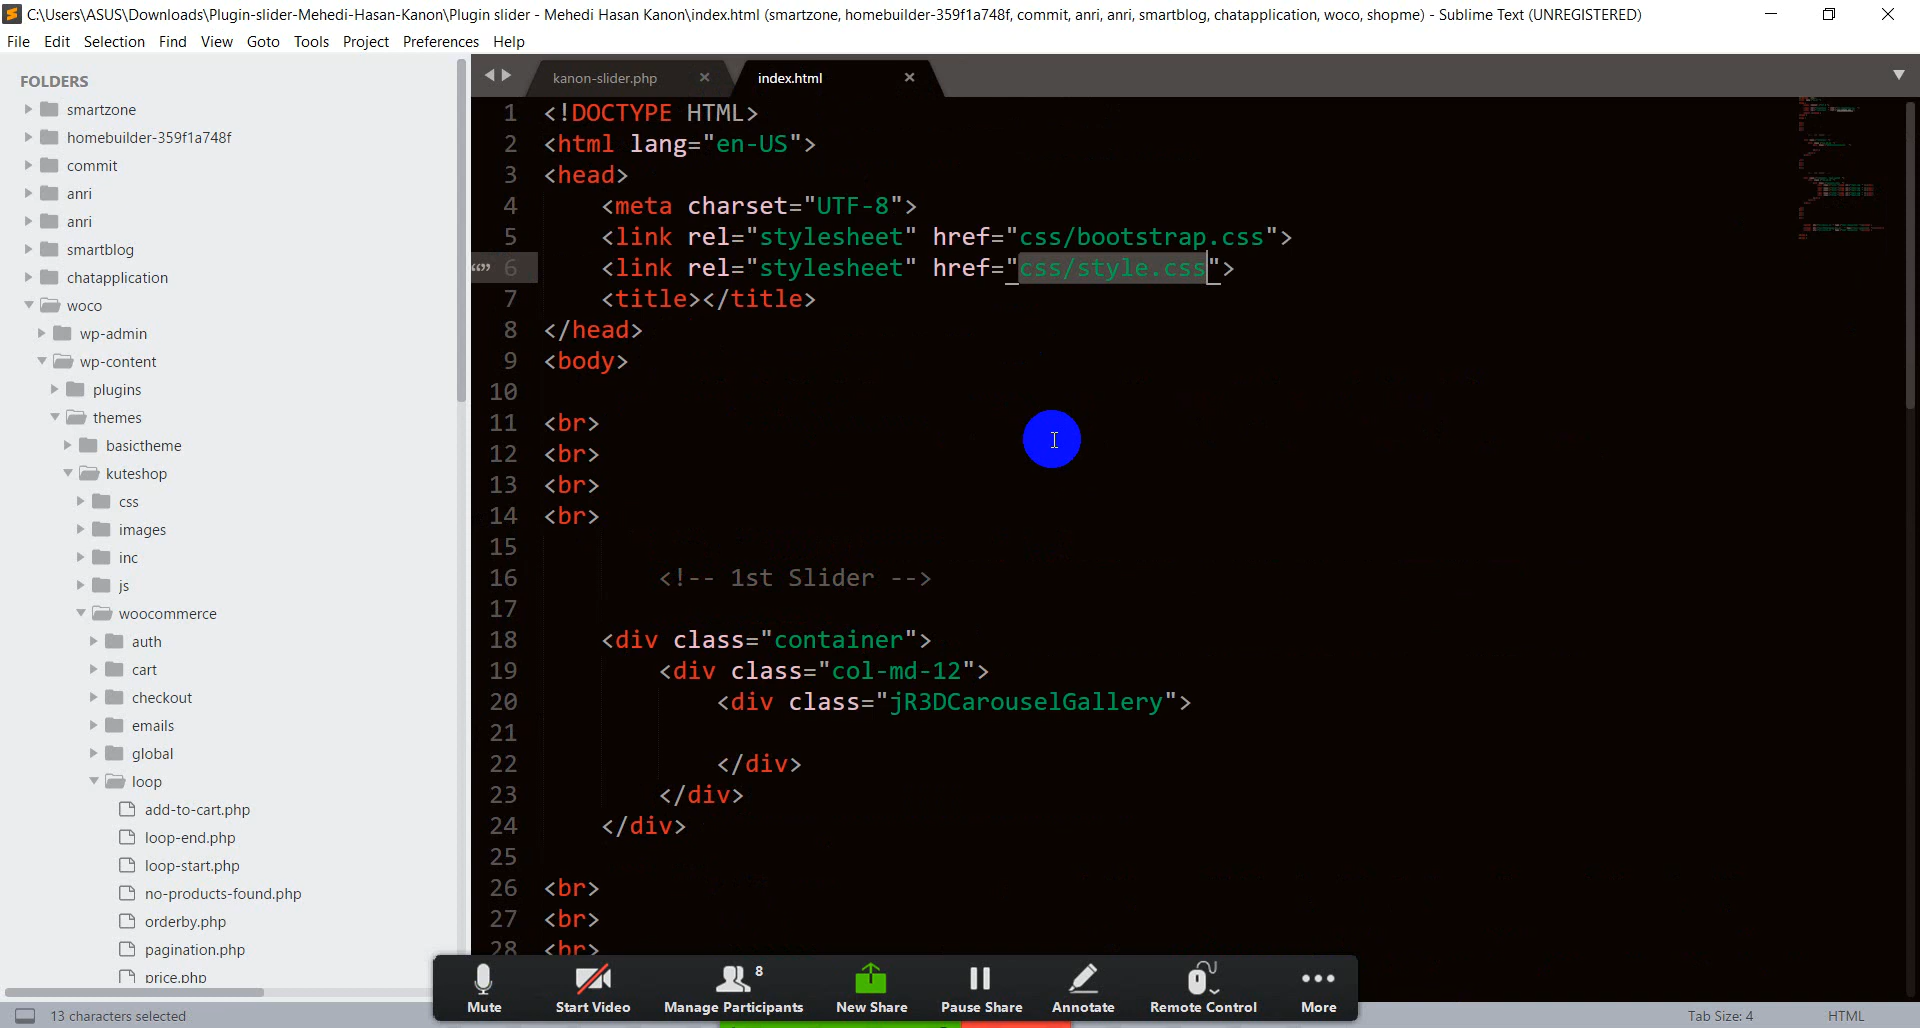 C:\Users\ASUS\Downloads\Plugin-slider-Mehedi-Hasan-Kanon\Plugin slider - Mehedi Hasan Kanon\index.html (smartzone, homebuilder-359f1a748f, commit, anri, anri, smartblog, chatapplication, woco, shopme) - Sublime Text (UNREGISTERED)
File Edit Selection Find View Goto Tools Project Preferences Help
FOLDERS
smartzone
homebuilder-359f1a748f
commit
anri
anri
smartblog
chatapplication
woco
wp-admin
wp-content
plugins
themes
basictheme
kuteshop
css
images
inc
js
woocommerce
auth
cart
checkout
emails
global
loop
add-to-cart.php
loop-end.php
loop-start.php
no-products-found.php
orderby.php
pagination.php
price.php
kanon-slider.php × index.html ×
1 <!DOCTYPE HTML>
2 <html lang="en-US">
3 <head>
4 <meta charset="UTF-8">
5 <link rel="stylesheet" href="css/bootstrap.css">
6 <link rel="stylesheet" href="css/style.css">
7 <title></title>
8 </head>
9 <body>
10
11 <br>
12 <br>
13 <br>
14 <br>
15
16 <!-- 1st Slider -->
17
18 <div class="container">
19 <div class="col-md-12">
20 <div class="jR3DCarouselGallery">
21
22 </div>
23 </div>
24 </div>
25
26 <br>
27 <br>
28 <br>
8
Mute Start Video Manage Participants New Share Pause Share Annotate Remote Control More
13 characters selected Tab Size: 4 HTML